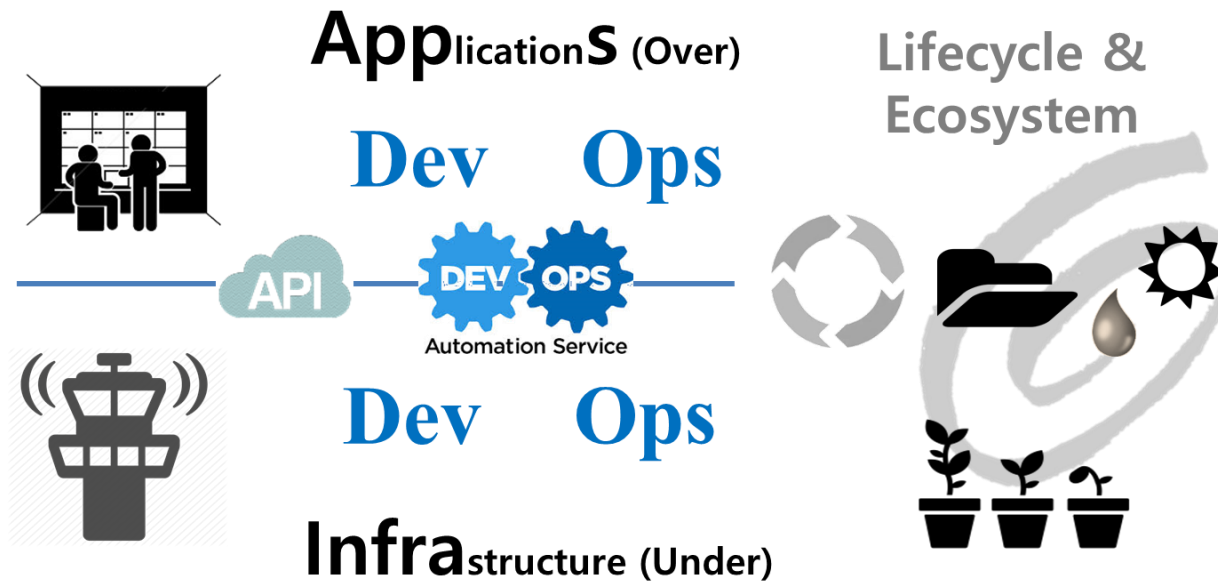 Applications (Over)
Lifecycle &
Ecosystem
Dev Ops
API
DEV OPS
Automation Service
Dev Ops
Infrastructure (Under)